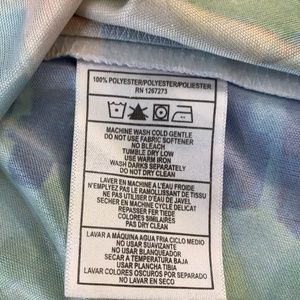 100% POLYESTER/POLYESTER/POLIESTER
RN 1267273
MACHINE WASH COLD GENTLE
DO NOT USE FABRIC SOFTENER
NO BLEACH
TUMBLE DRY LOW
USE WARM IRON
WASH DARKS SEPARATELY
DO NOT DRY CLEAN
LAVER EN MACHINE À L'EAU FROIDE
N'EMPLOYEZ PAS LE RAMOLLISSANT DE TISSU
PAS UTILISER D'EAU DE JAVEL
SECHER EN MACHINE CYCLE DELICAT
REPASSER FER TIEDE
COLORES SIMILAIRES
PAS DRY CLEAN
LAVAR A MÁQUINA AGUA FRIA CICLO MEDIO
NO USAR SUAVIZANTE
NO USAR BLANQUEADOR
SECAR A TEMPERATURA BAJA
USAR PLANCHA TIBIA
LAVAR COLORES OSCUROS POR SEPARADO
NO LAVAR EN SECO